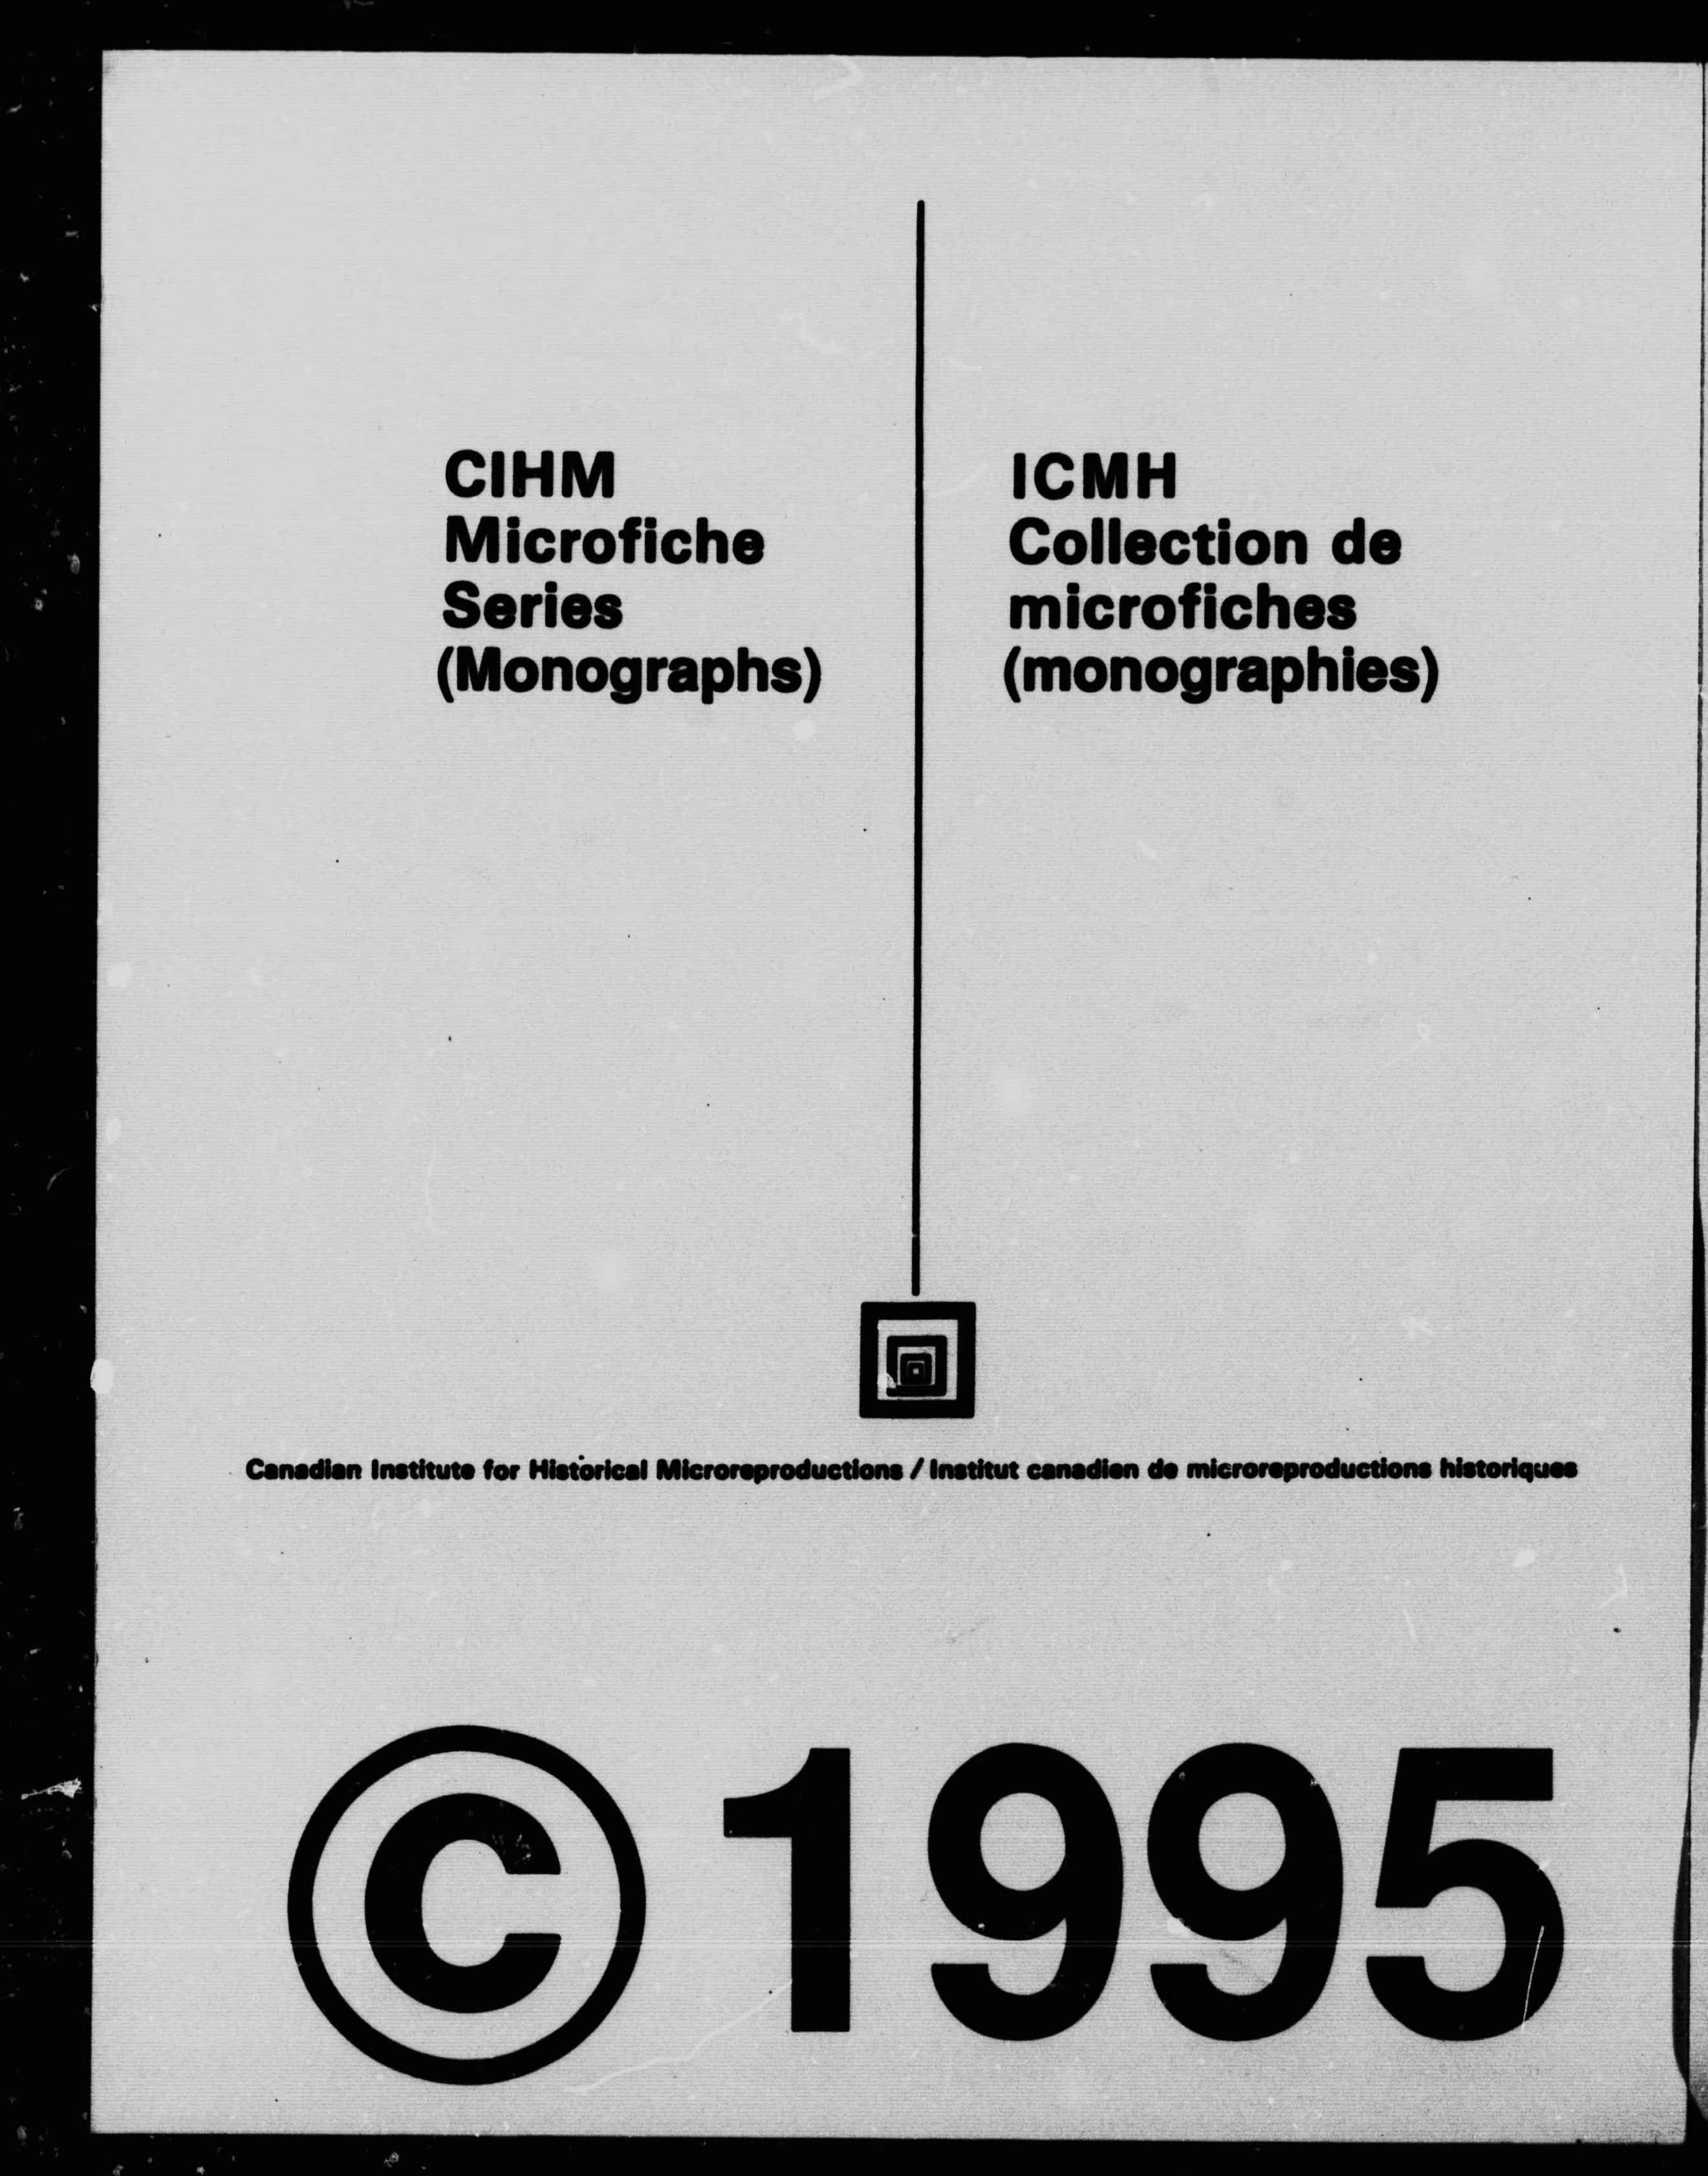 CIHM
Microfiche
Series
(Monographs)
ICMH
Collection de
microfiches
(monographies)
Canadian Institute for Historical Microreproductions / Institut canadien de microreproductions historiques
© 1995